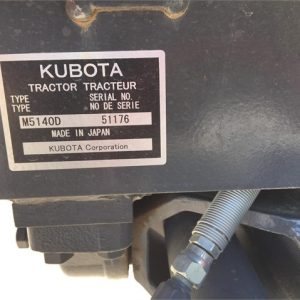 KUBOTA
TRACTOR TRACTEUR
TYPE SERIAL NO.
TYPE NO DE SERIE
M5140D 51176
MADE IN JAPAN
KUBOTA Corporation